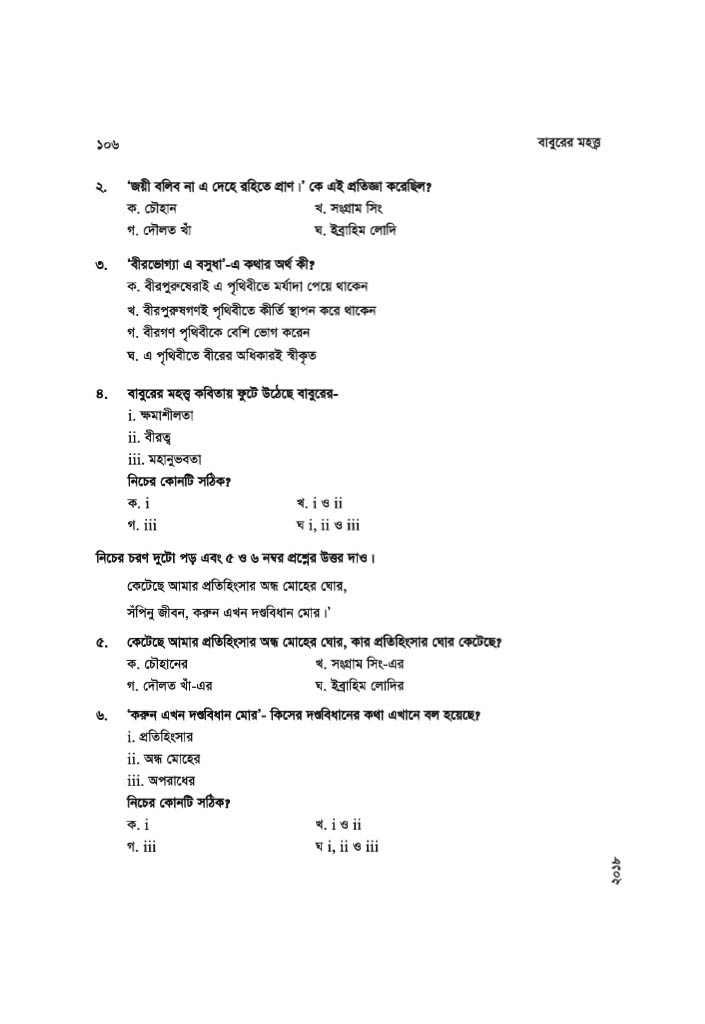 ১০৬ বাবুরের মহত্ত্ব
২. ‘জয়ী বলিব না এ দেহে রহিতে প্রাণ।’ কে এই প্রতিজ্ঞা করেছিল?
ক. চৌহান খ. সংগ্রাম সিং
গ. দৌলত খাঁ ঘ. ইব্রাহিম লোদি
৩. ‘বীরভোগ্যা এ বসুধা’-এ কথার অর্থ কী?
ক. বীরপুরুষেরাই এ পৃথিবীতে মর্যাদা পেয়ে থাকেন
খ. বীরপুরুষগণই পৃথিবীতে কীর্তি স্থাপন করে থাকেন
গ. বীরগণ পৃথিবীকে বেশি ভোগ করেন
ঘ. এ পৃথিবীতে বীরের অধিকারই স্বীকৃত
৪. বাবুরের মহত্ত্ব কবিতায় ফুটে উঠেছে বাবুরের-
i. ক্ষমাশীলতা
ii. বীরত্ব
iii. মহানুভবতা
নিচের কোনটি সঠিক?
ক. i খ. i ও ii
গ. iii ঘ i, ii ও iii
নিচের চরণ দুটো পড় এবং ৫ ও ৬ নম্বর প্রশ্নের উত্তর দাও।
কেটেছে আমার প্রতিহিংসার অন্ধ মোহের ঘোর,
সঁপিনু জীবন, করুন এখন দণ্ডবিধান মোর।’
৫. কেটেছে আমার প্রতিহিংসার অন্ধ মোহের ঘোর, কার প্রতিহিংসার ঘোর কেটেছে?
ক. চৌহানের খ. সংগ্রাম সিং-এর
গ. দৌলত খাঁ-এর ঘ. ইব্রাহিম লোদির
৬. ‘করুন এখন দণ্ডবিধান মোর’- কিসের দণ্ডবিধানের কথা এখানে বল হয়েছে?
i. প্রতিহিংসার
ii. অন্ধ মোহের
iii. অপরাধের
নিচের কোনটি সঠিক?
ক. i খ. i ও ii
গ. iii ঘ i, ii ও iii
২০১৮